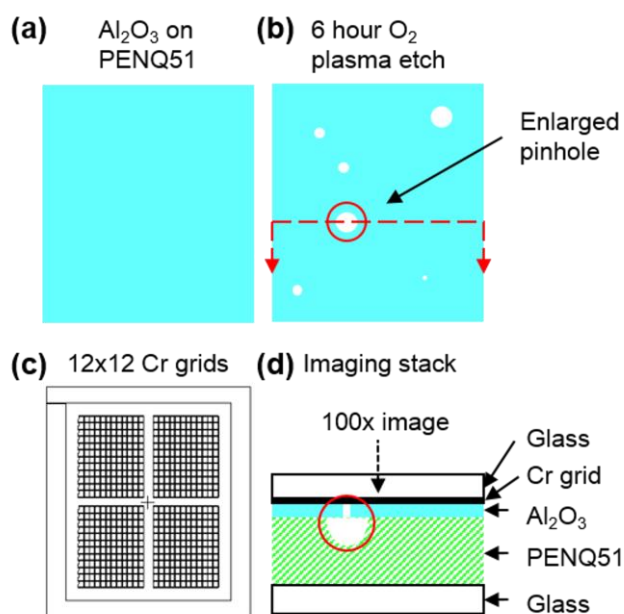 (a) Al₂O₃ on
PENQ51
(b) 6 hour O₂
plasma etch
Enlarged
pinhole
(c) 12x12 Cr grids
(d) Imaging stack
100x image
Glass
Cr grid
Al₂O₃
PENQ51
Glass